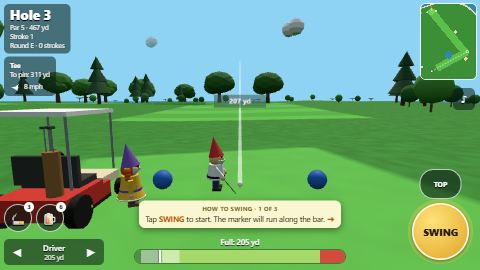 Hole 3
Par 5 · 467 yd
Stroke 1
Round E · 0 strokes
Tee
To pin: 311 yd
8 mph
207 yd
3
6
HOW TO SWING · 1 OF 3
Tap SWING to start. The marker will run along the bar. →
TOP
SWING
◀ Driver ▶
205 yd
Full: 205 yd